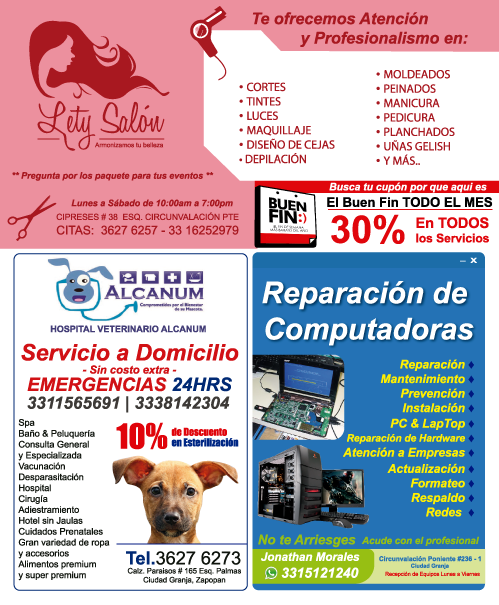 Te ofrecemos Atención
y Profesionalismo en:
Lety Salón
Armonizamos tu belleza
• CORTES
• TINTES
• LUCES
• MAQUILLAJE
• DISEÑO DE CEJAS
• DEPILACIÓN
• MOLDEADOS
• PEINADOS
• MANICURA
• PEDICURA
• PLANCHADOS
• UÑAS GELISH
• Y MÁS..
** Pregunta por los paquete para tus eventos **
Lunes a Sábado de 10:00am a 7:00pm
CIPRESES # 38 ESQ. CIRCUNVALACIÓN PTE
CITAS: 3627 6257 - 33 16252979
Busca tu cupón por que aqui es
BUEN
FIN:)
El Buen Fin TODO EL MES
30% En TODOS
los Servicios
ALCANUM
Comprometidos por el Bienestar
de su Mascota.
HOSPITAL VETERINARIO ALCANUM
Servicio a Domicilio
- Sin costo extra -
EMERGENCIAS 24HRS
3311565691 | 3338142304
10% de Descuento
en Esterilización
Spa
Baño & Peluquería
Consulta General
y Especializada
Vacunación
Desparasitación
Hospital
Cirugía
Adiestramiento
Hotel sin Jaulas
Cuidados Prenatales
Gran variedad de ropa
y accesorios
Alimentos premium
y super premium
Tel.3627 6273
Calz. Paraisos # 165 Esq. Palmas
Ciudad Granja, Zapopan
– x
Reparación de
Computadoras
Reparación
Mantenimiento
Prevención
Instalación
PC & LapTop
Reparación de Hardware
Atención a Empresas
Actualización
Formateo
Respaldo
Redes
No te Arriesges Acude con el profesional
Jonathan Morales
3315121240
Circunvalación Poniente #236 - 1
Ciudad Granja
Recepción de Equipos Lunes a Viernes